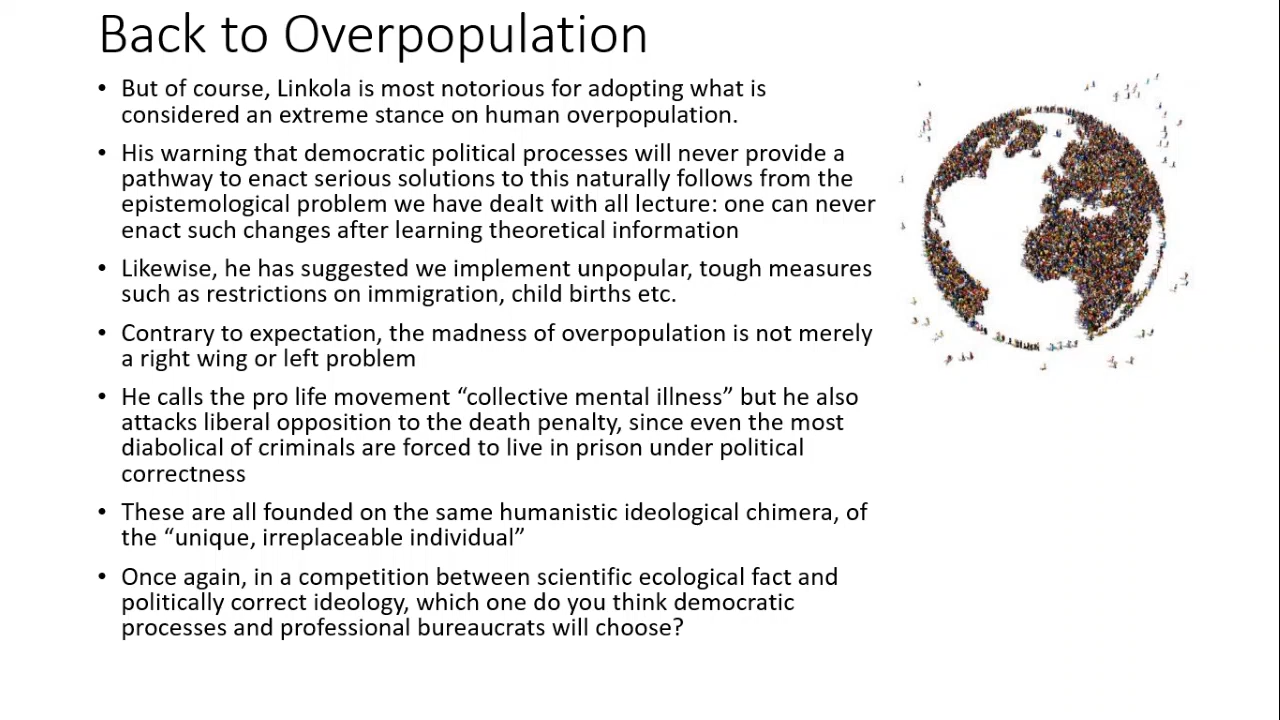 Back to Overpopulation
• But of course, Linkola is most notorious for adopting what is
considered an extreme stance on human overpopulation.
• His warning that democratic political processes will never provide a
pathway to enact serious solutions to this naturally follows from the
epistemological problem we have dealt with all lecture: one can never
enact such changes after learning theoretical information
• Likewise, he has suggested we implement unpopular, tough measures
such as restrictions on immigration, child births etc.
• Contrary to expectation, the madness of overpopulation is not merely
a right wing or left problem
• He calls the pro life movement “collective mental illness” but he also
attacks liberal opposition to the death penalty, since even the most
diabolical of criminals are forced to live in prison under political
correctness
• These are all founded on the same humanistic ideological chimera, of
the “unique, irreplaceable individual”
• Once again, in a competition between scientific ecological fact and
politically correct ideology, which one do you think democratic
processes and professional bureaucrats will choose?